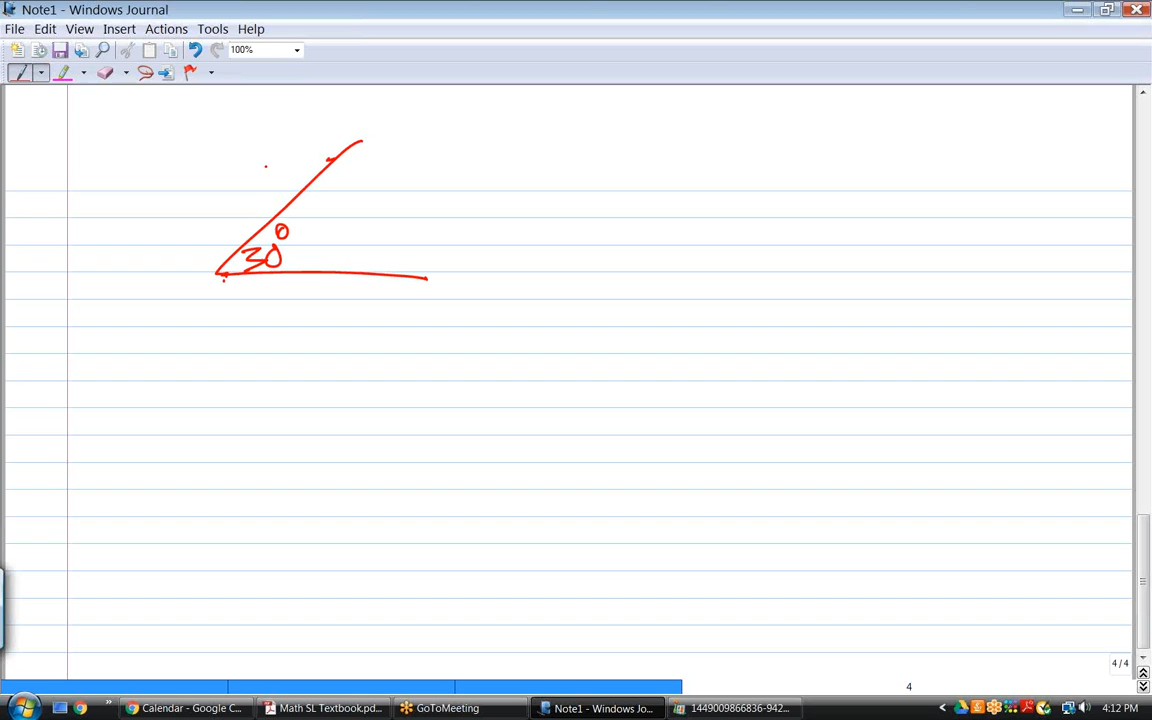 Note1 - Windows Journal
File Edit View Insert Actions Tools Help
100%
30°
4/4
4
Calendar - Google C...
Math SL Textbook.pd...
GoToMeeting
Note1 - Windows Jo...
1449009866836-942...
4:12 PM